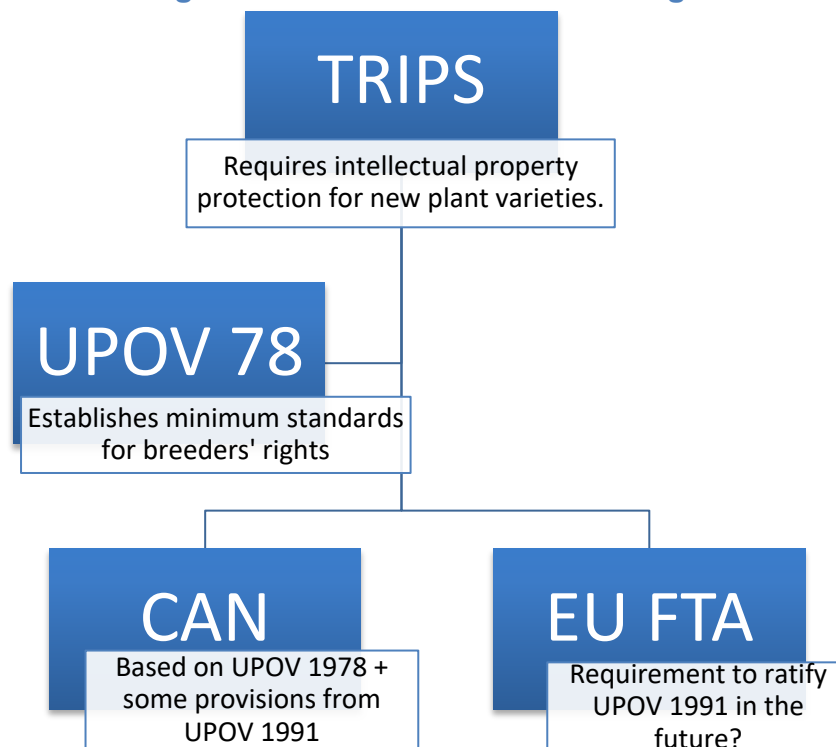 TRIPS
Requires intellectual property
protection for new plant varieties.
UPOV 78
Establishes minimum standards
for breeders' rights
CAN
Based on UPOV 1978 +
some provisions from
UPOV 1991
EU FTA
Requirement to ratify
UPOV 1991 in the
future?